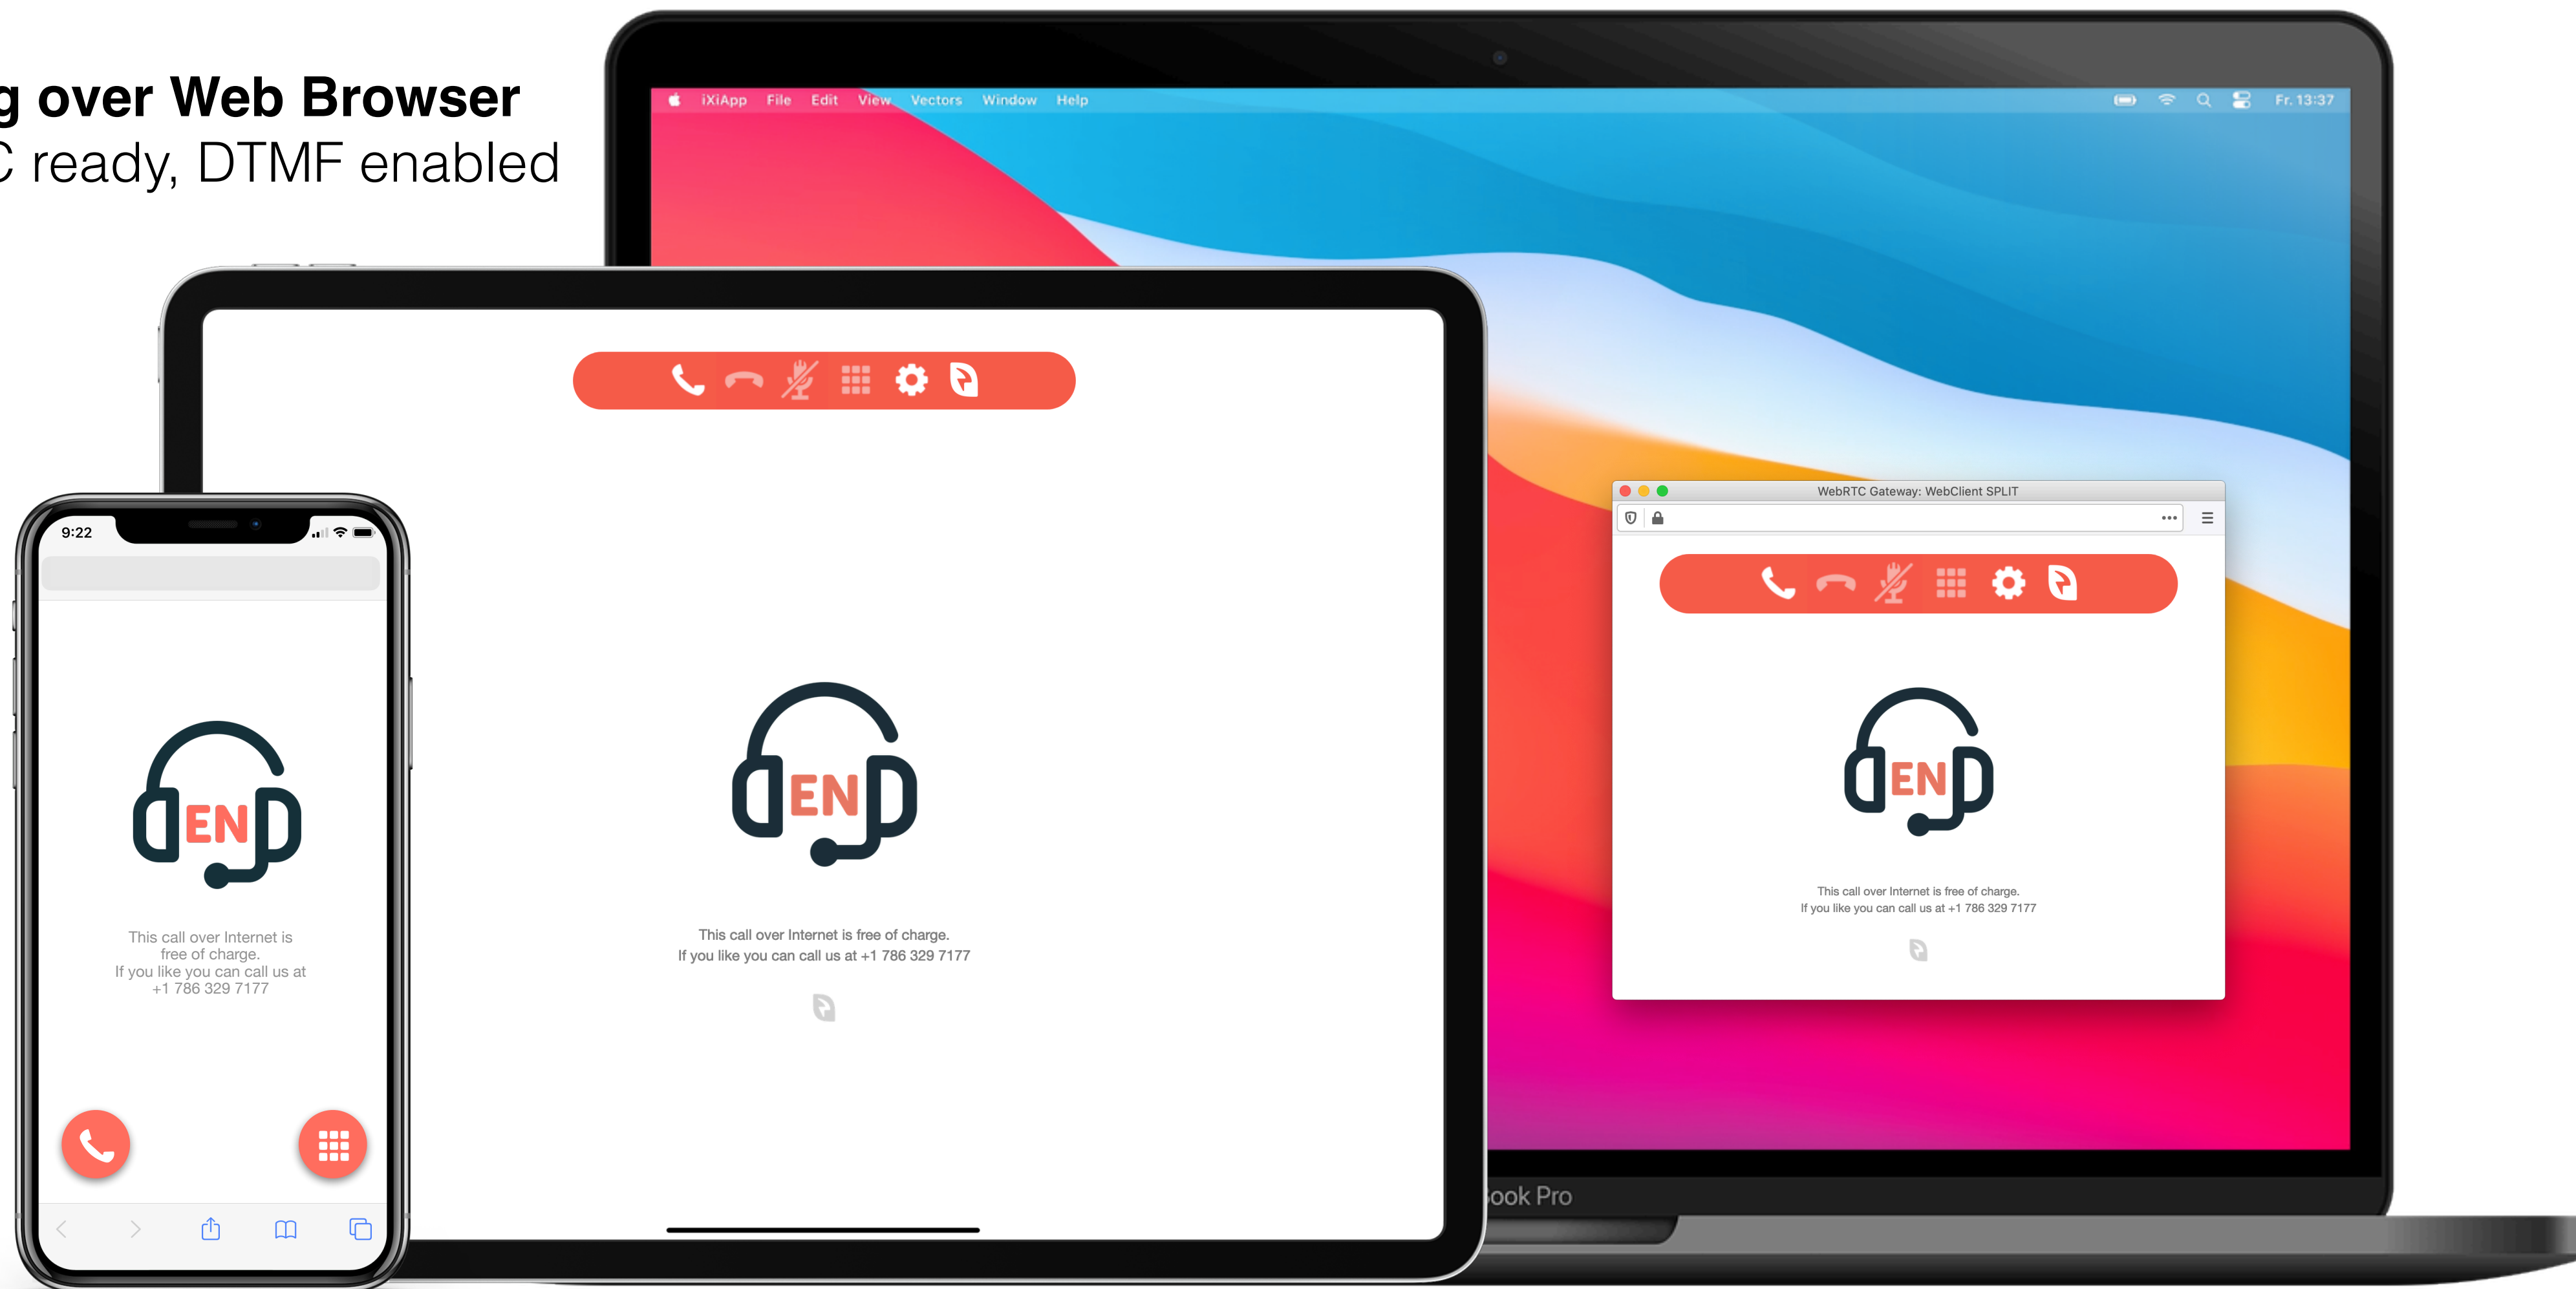 g over Web Browser
C ready, DTMF enabled
iXiApp File Edit View Vectors Window Help
Fr. 13:37
WebRTC Gateway: WebClient SPLIT
EN
This call over Internet is free of charge.
If you like you can call us at +1 786 329 7177
EN
This call over Internet is free of charge.
If you like you can call us at +1 786 329 7177
9:22
EN
This call over Internet is
free of charge.
If you like you can call us at
+1 786 329 7177
ook Pro